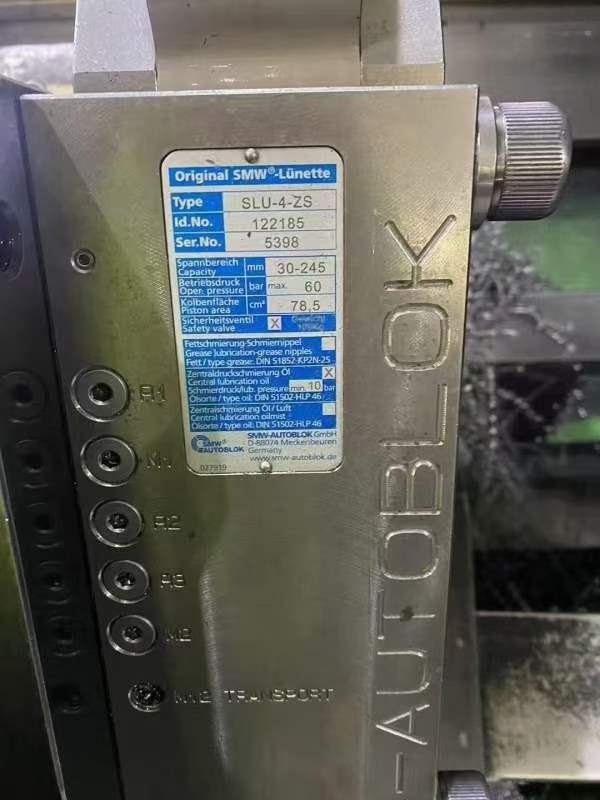 Original SMW®-Lünette
Type SLU-4-ZS
Id.No. 122185
Ser.No. 5398
Spannbereich
Capacity mm 30-245
Betriebsdruck
Oper. pressure bar max. 60
Kolbenfläche
Piston area cm² 78,5
Sicherheitsventil
Safety valve X
Fettschmierung-Schmiernippel
Grease lubrication-grease nipples
Fett / type grease: DIN 51852-KP2N-25
Zentraldruckschmierung Öl X
Central lubrication oil
Schmierdruck/lub. pressure min. 10 bar
Ölsorte / type oil: DIN 51502-HLP 46
Zentralschmierung Öl / Luft
Central lubrication oilmist
Ölsorte / type oil: DIN 51502-HLP 46
SMW®
AUTOBLOK
SMW-AUTOBLOK GmbH
D-88074 Meckenbeuren
Germany
www.smw-autoblok.de
027919
R2
R3
M2
TRANSPORT
-AUTOBLOK